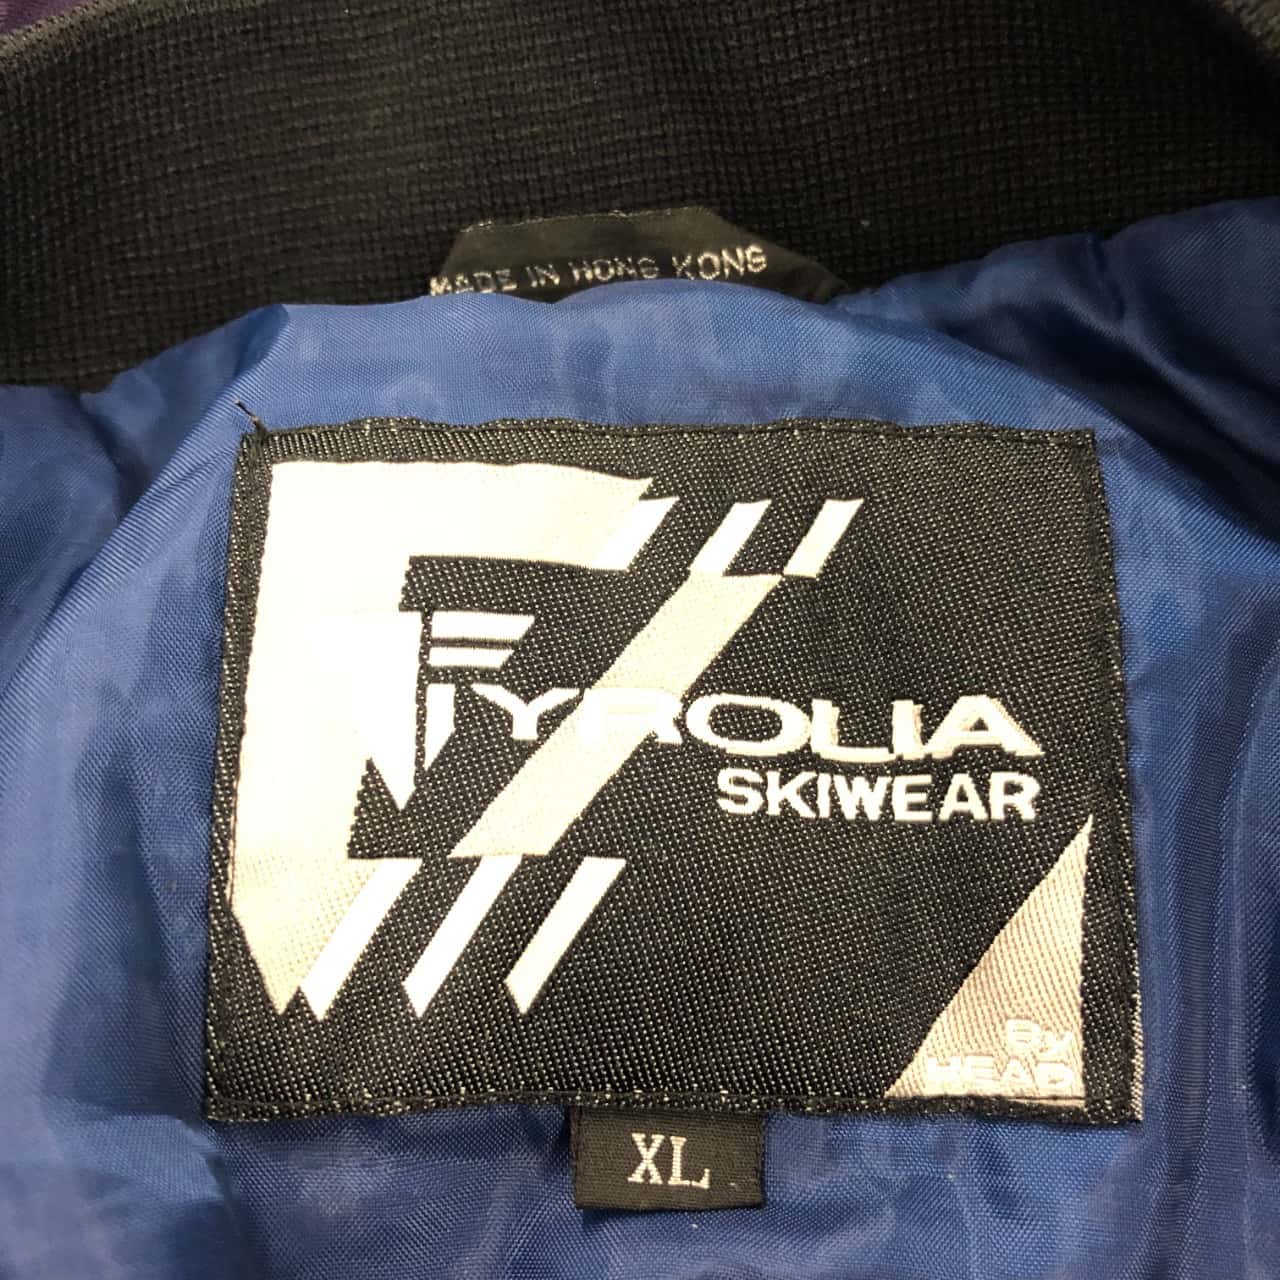 MADE IN HONG KONG
TYROLIA
SKIWEAR
By
HEAD
XL